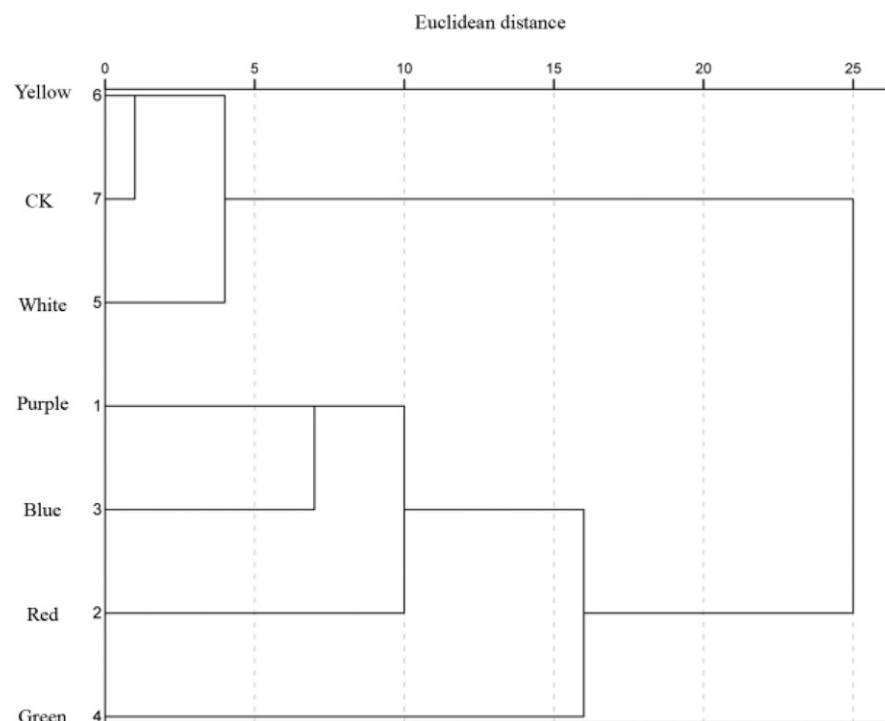 Euclidean distance
0 5 10 15 20 25
Yellow 6
CK 7
White 5
Purple 1
Blue 3
Red 2
Green 4